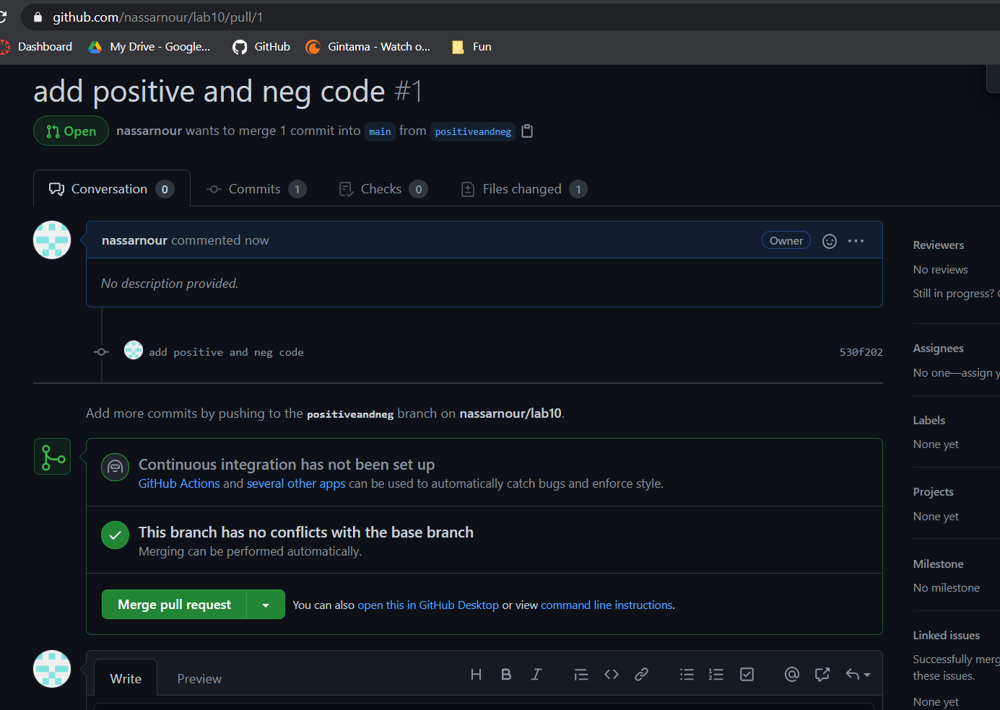 github.com/nassarnour/lab10/pull/1
Dashboard My Drive - Google... GitHub Gintama - Watch o... Fun
add positive and neg code #1
Open nassarnour wants to merge 1 commit into main from positiveandneg
Conversation 0 Commits 1 Checks 0 Files changed 1
nassarnour commented now Owner
No description provided.
add positive and neg code 530f202
Add more commits by pushing to the positiveandneg branch on nassarnour/lab10.
Continuous integration has not been set up
GitHub Actions and several other apps can be used to automatically catch bugs and enforce style.
This branch has no conflicts with the base branch
Merging can be performed automatically.
Merge pull request You can also open this in GitHub Desktop or view command line instructions.
Write Preview
Reviewers
No reviews
Still in progress?
Assignees
No one—assign y
Labels
None yet
Projects
None yet
Milestone
No milestone
Linked issues
Successfully merg
these issues.
None yet